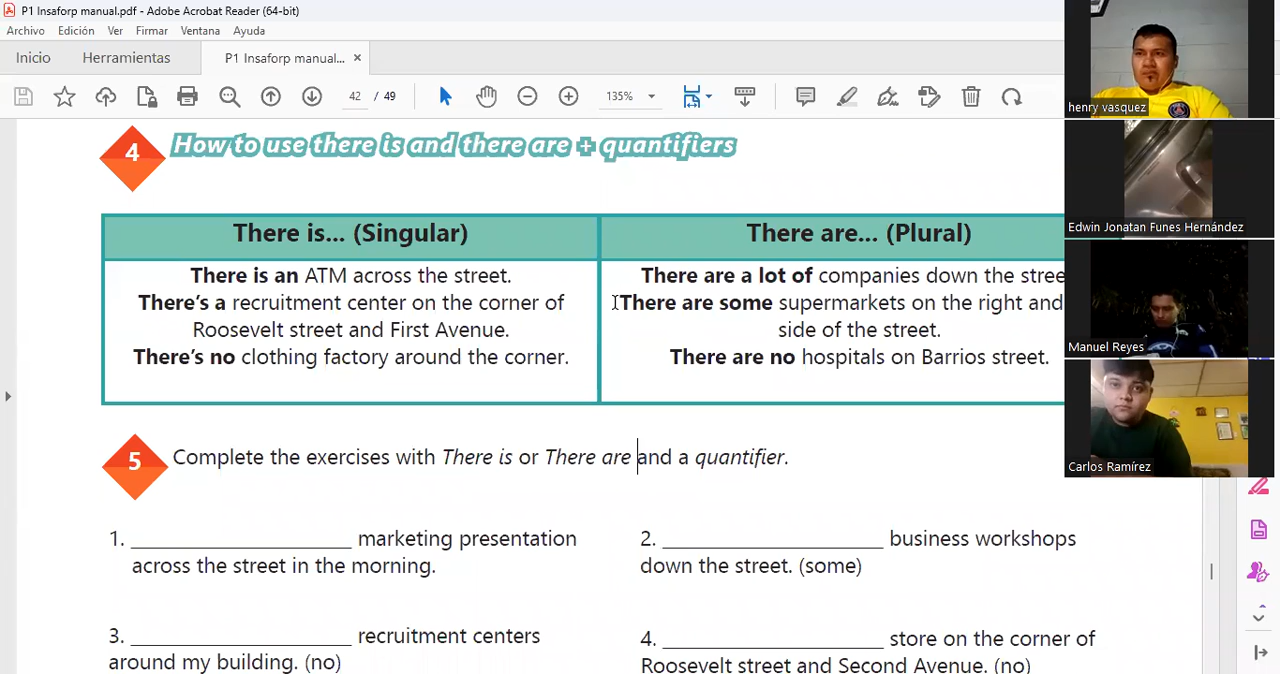 P1 Insaforp manual.pdf - Adobe Acrobat Reader (64-bit)
Archivo Edición Ver Firmar Ventana Ayuda
Inicio Herramientas P1 Insaforp manual... ×
42 / 49 135%
4 How to use there is and there are + quantifiers
There is... (Singular)
There is an ATM across the street.
There's a recruitment center on the corner of
Roosevelt street and First Avenue.
There's no clothing factory around the corner.
There are... (Plural)
There are a lot of companies down the stree
There are some supermarkets on the right and
side of the street.
There are no hospitals on Barrios street.
5 Complete the exercises with There is or There are and a quantifier.
1. ____________________ marketing presentation
across the street in the morning.
2. ____________________ business workshops
down the street. (some)
3. ____________________ recruitment centers
around my building. (no)
4. ____________________ store on the corner of
Roosevelt street and Second Avenue. (no)
henry vasquez
Edwin Jonatan Funes Hernández
Manuel Reyes
Carlos Ramírez